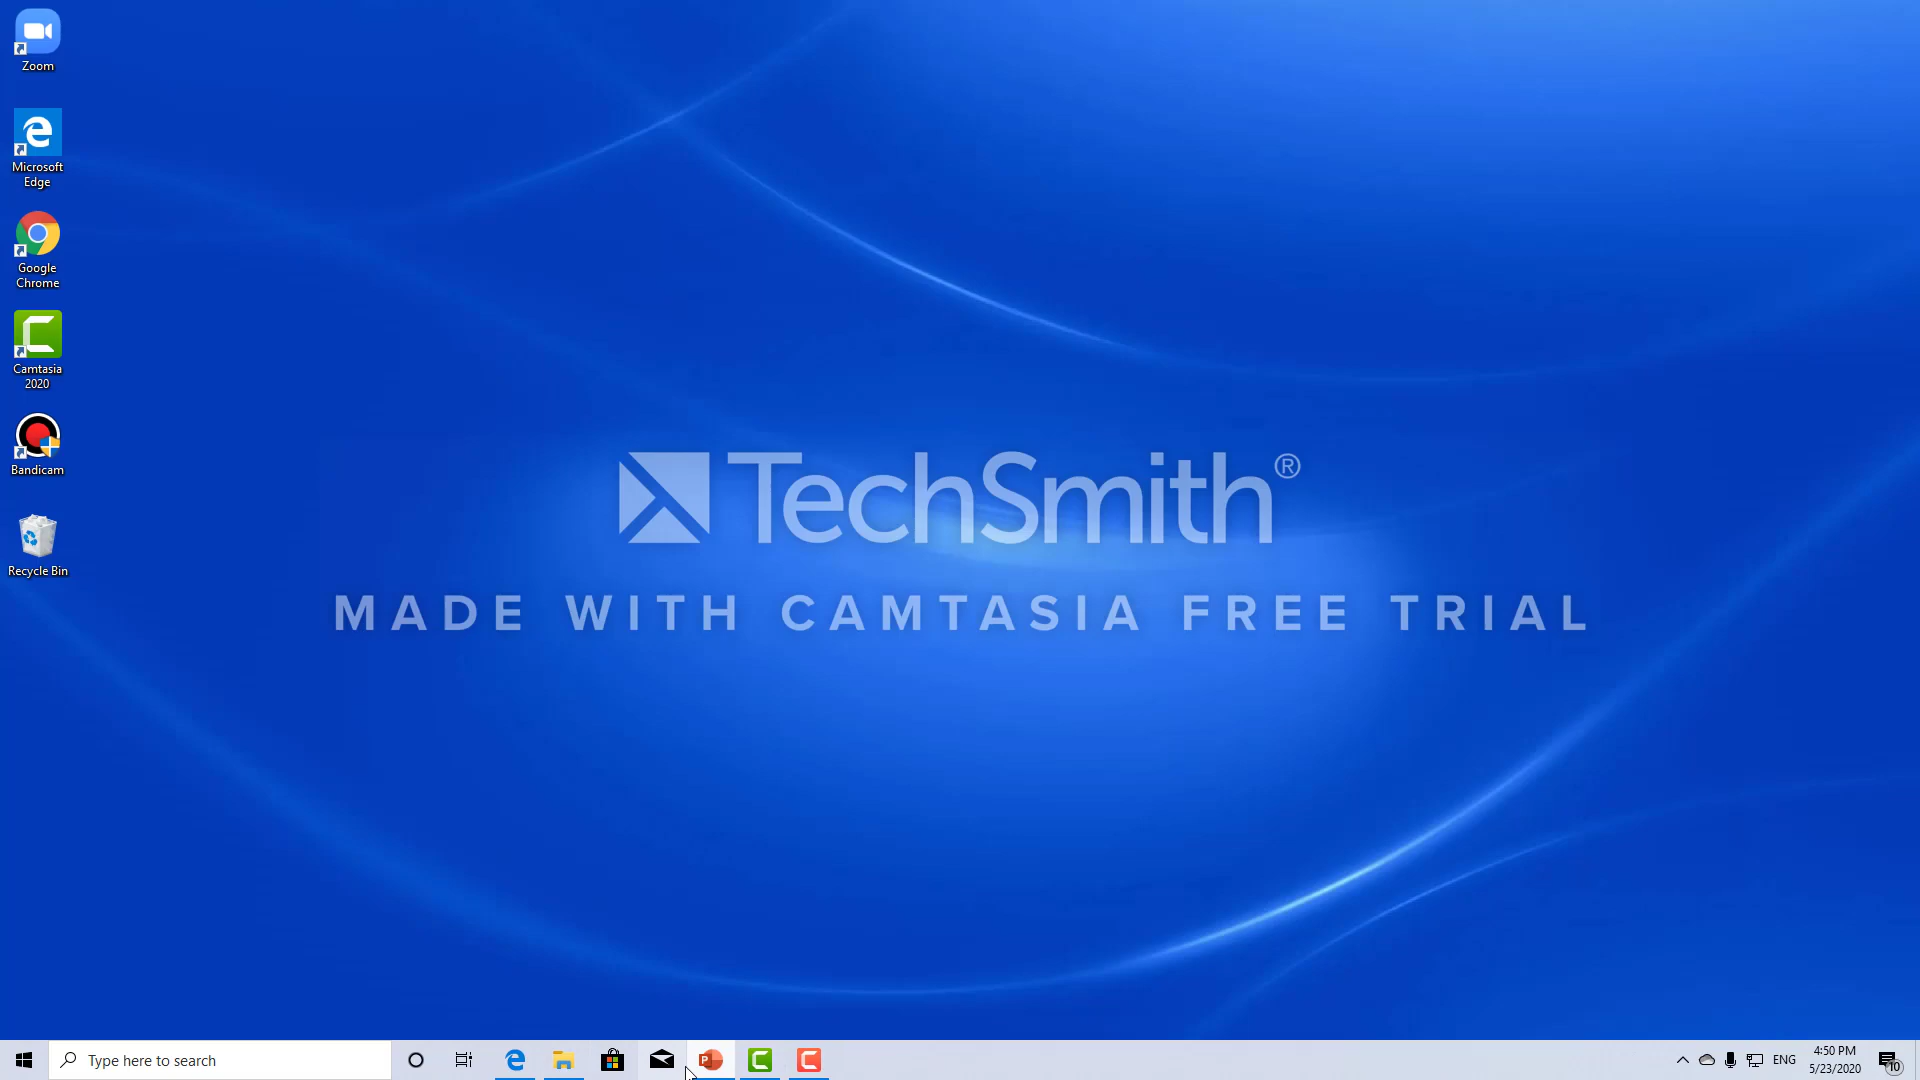 Zoom
Microsoft
Edge
Google
Chrome
Camtasia
2020
Bandicam
Recycle Bin
TechSmith®
MADE WITH CAMTASIA FREE TRIAL
Type here to search
P
ENG
4:50 PM
5/23/2020
10